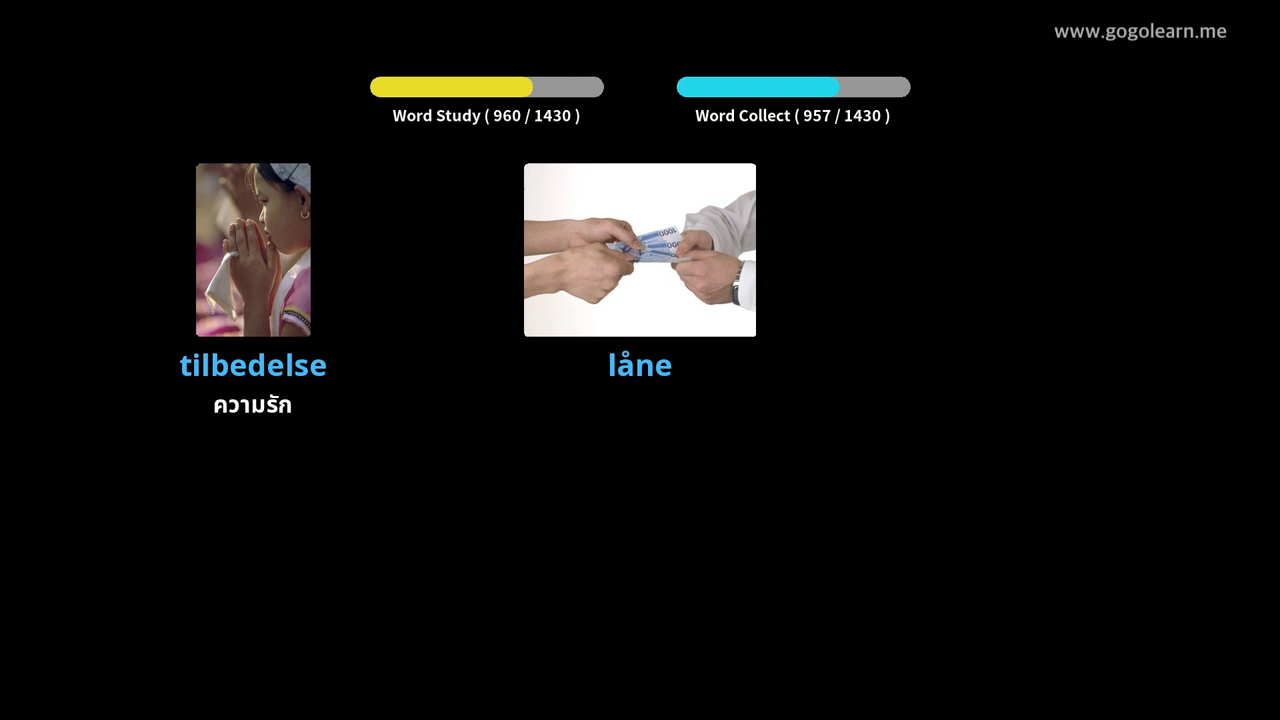 www.gogolearn.me
Word Study ( 960 / 1430 )
Word Collect ( 957 / 1430 )
tilbedelse
ความรัก
låne